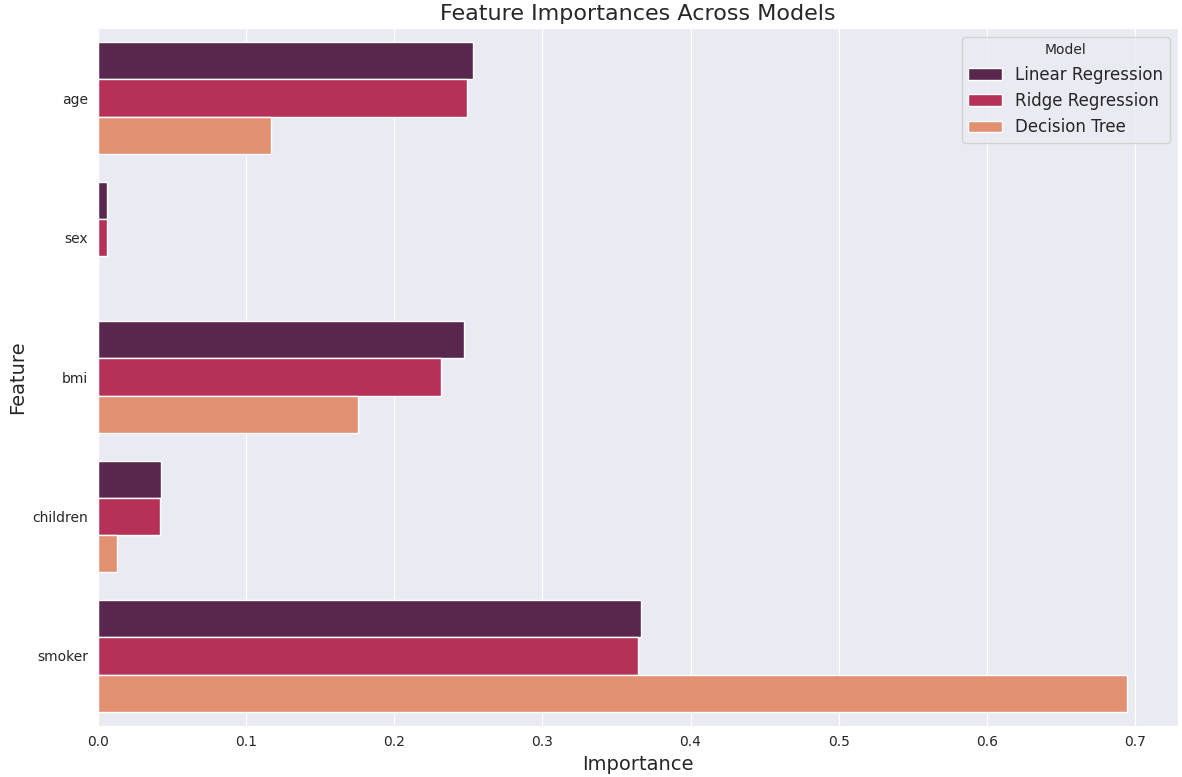 Feature Importances Across Models
Model
Linear Regression
Ridge Regression
Decision Tree
Feature
age
sex
bmi
children
smoker
0.0 0.1 0.2 0.3 0.4 0.5 0.6 0.7
Importance